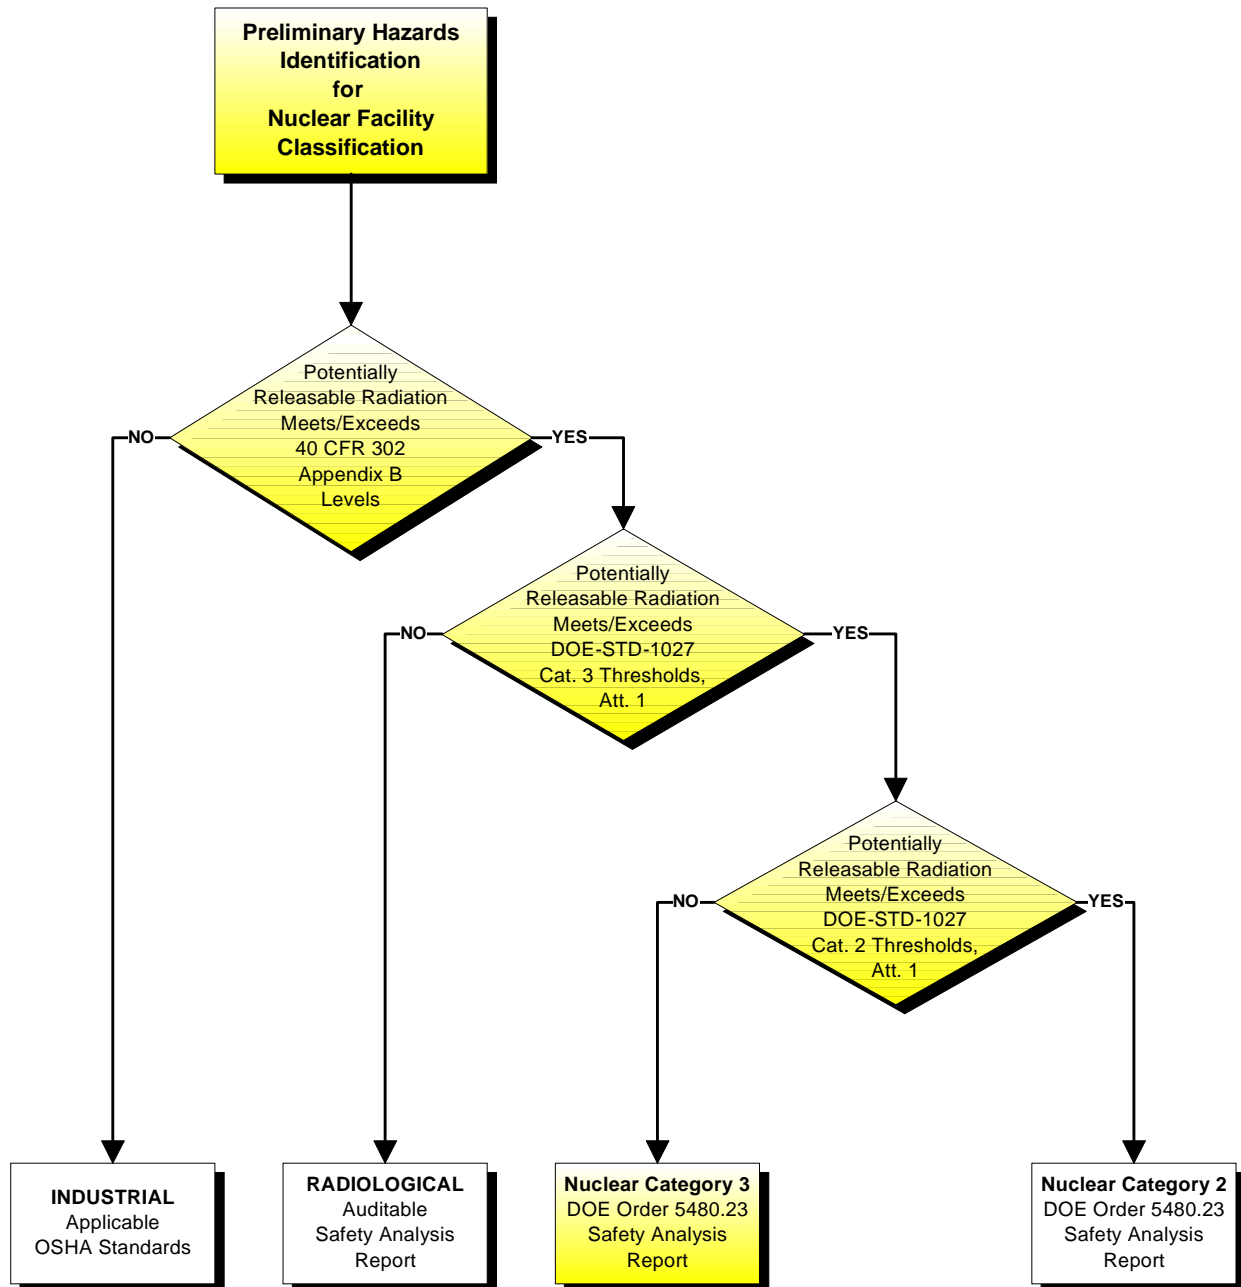 Preliminary Hazards
Identification
for
Nuclear Facility
Classification
Potentially
Releasable Radiation
Meets/Exceeds
40 CFR 302
Appendix B
Levels
NO
YES
Potentially
Releasable Radiation
Meets/Exceeds
DOE-STD-1027
Cat. 3 Thresholds,
Att. 1
NO
YES
Potentially
Releasable Radiation
Meets/Exceeds
DOE-STD-1027
Cat. 2 Thresholds,
Att. 1
NO
YES
INDUSTRIAL
Applicable
OSHA Standards
RADIOLOGICAL
Auditable
Safety Analysis
Report
Nuclear Category 3
DOE Order 5480.23
Safety Analysis
Report
Nuclear Category 2
DOE Order 5480.23
Safety Analysis
Report